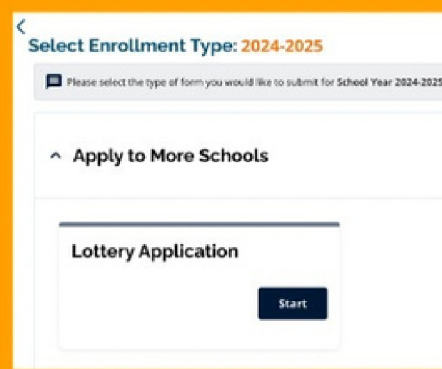 Select Enrollment Type: 2024-2025
Please select the type of form you would like to submit for School Year 2024-2025
Apply to More Schools
Lottery Application
Start